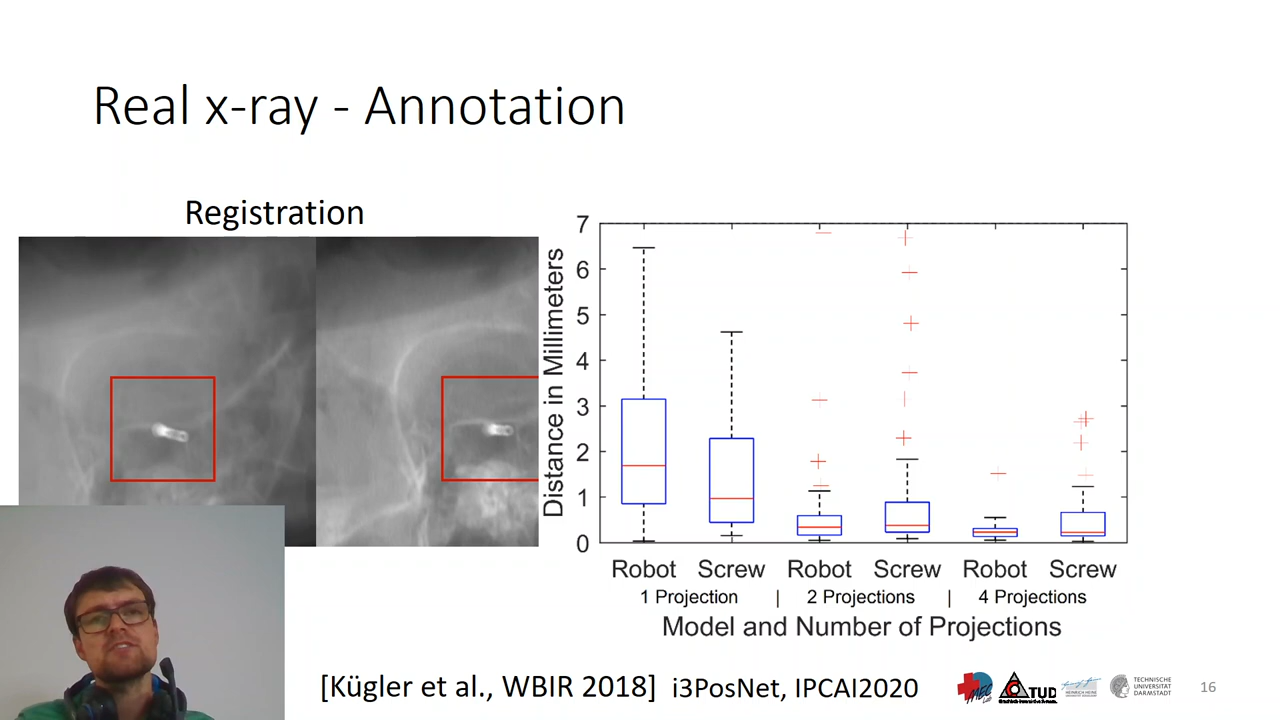 Real x-ray - Annotation
Registration
Distance in Millimeters
7
6
5
4
3
2
1
0
Robot Screw Robot Screw Robot Screw
1 Projection | 2 Projections | 4 Projections
Model and Number of Projections
[Kügler et al., WBIR 2018] i3PosNet, IPCAI2020
MEC
TUD
TECHNISCHE
UNIVERSITÄT
DARMSTADT
16